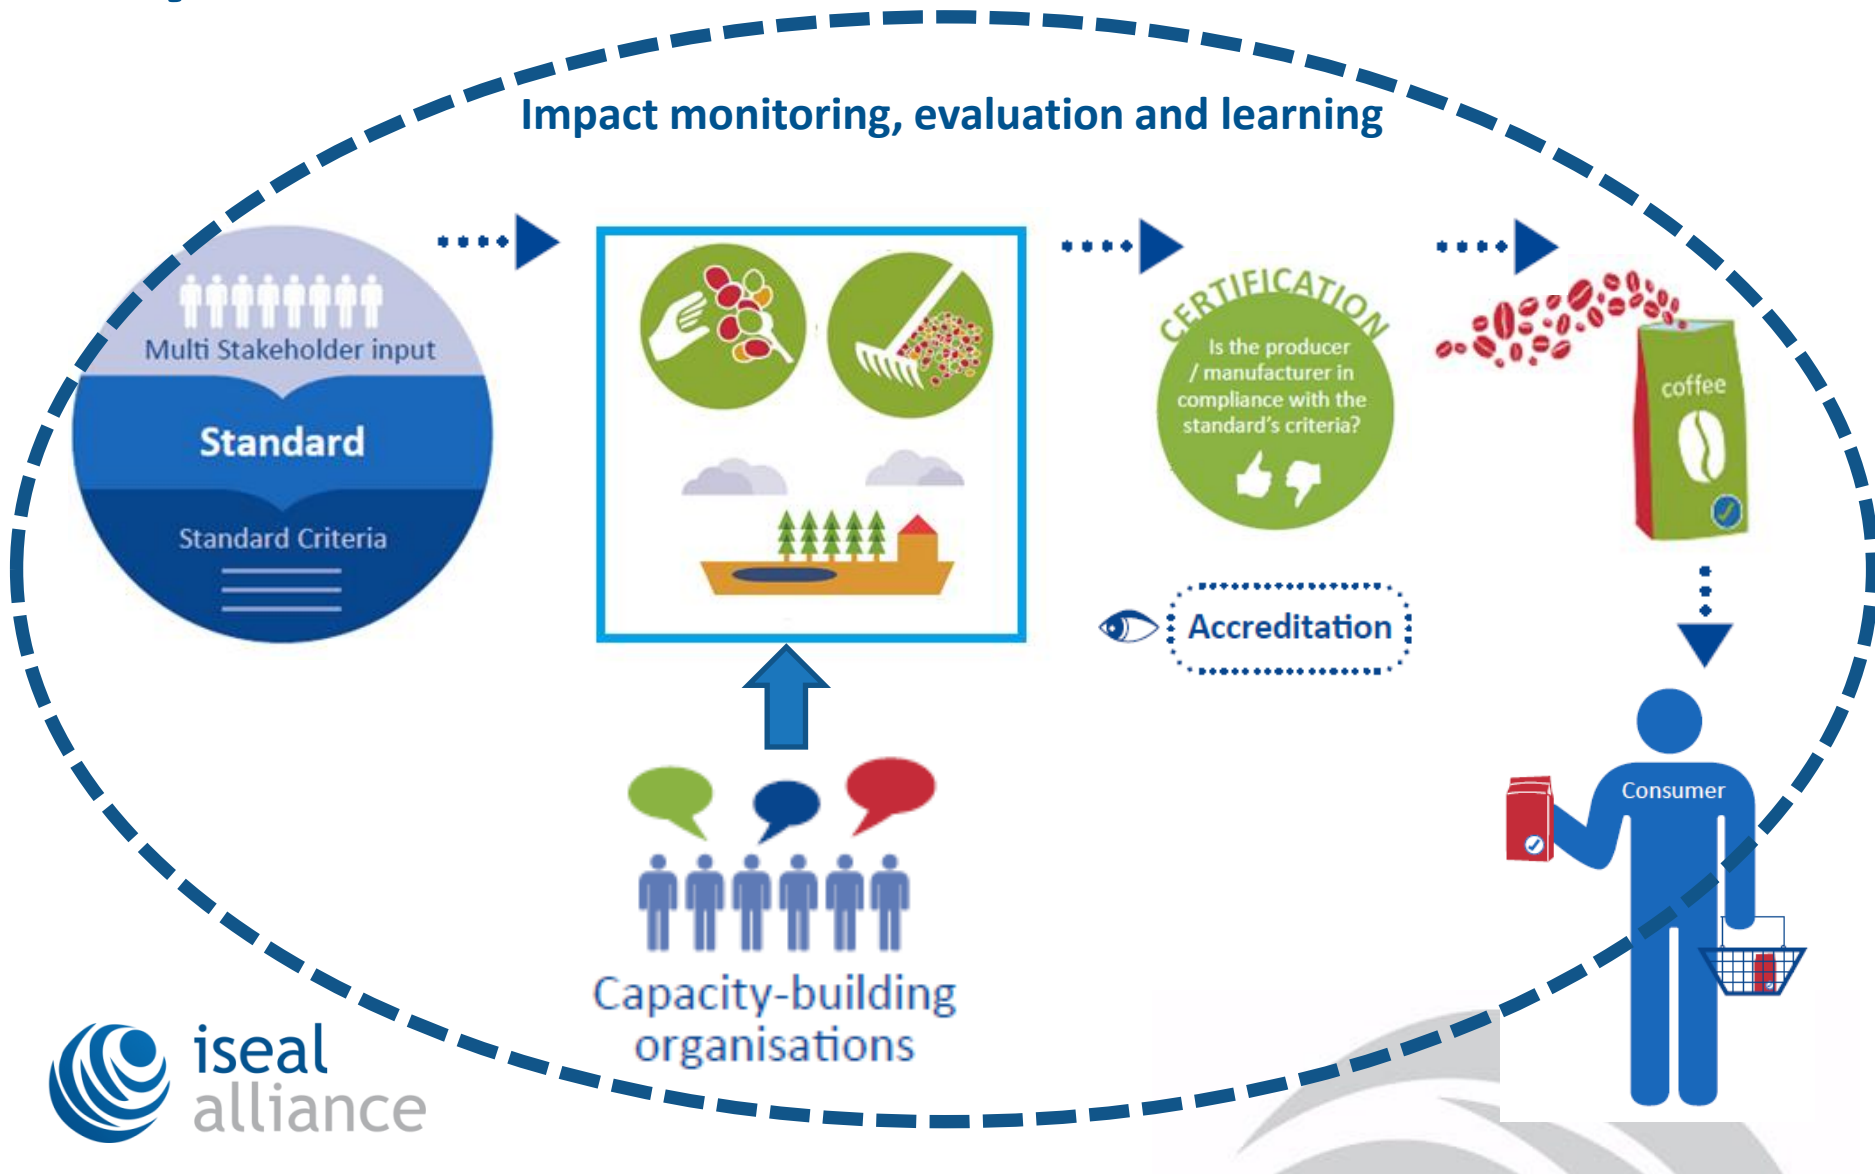 Impact monitoring, evaluation and learning
Multi Stakeholder input
Standard
Standard Criteria
CERTIFICATION
Is the producer
/ manufacturer in
compliance with the
standard's criteria?
coffee
Accreditation
Consumer
Capacity-building
organisations
iseal
alliance